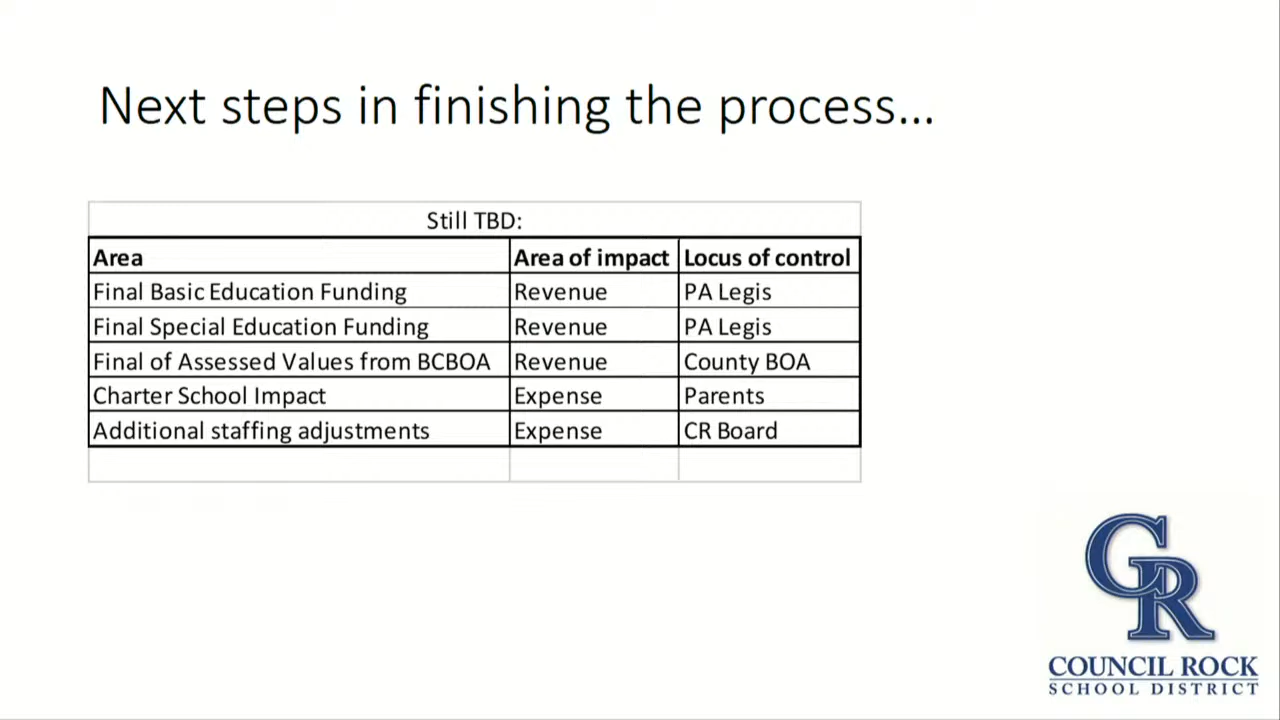 Next steps in finishing the process...
Still TBD:
Area Area of impact Locus of control
Final Basic Education Funding Revenue PA Legis
Final Special Education Funding Revenue PA Legis
Final of Assessed Values from BCBOA Revenue County BOA
Charter School Impact Expense Parents
Additional staffing adjustments Expense CR Board
CR
COUNCIL ROCK
SCHOOL DISTRICT